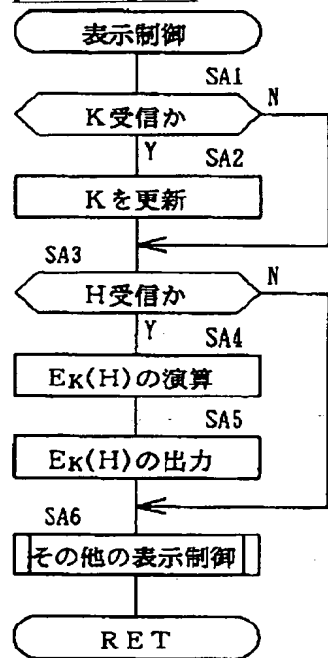 表示制御
SA1
K受信か
N
Y
SA2
Kを更新
SA3
H受信か
N
Y
SA4
EK(H)の演算
SA5
EK(H)の出力
SA6
その他の表示制御
RET